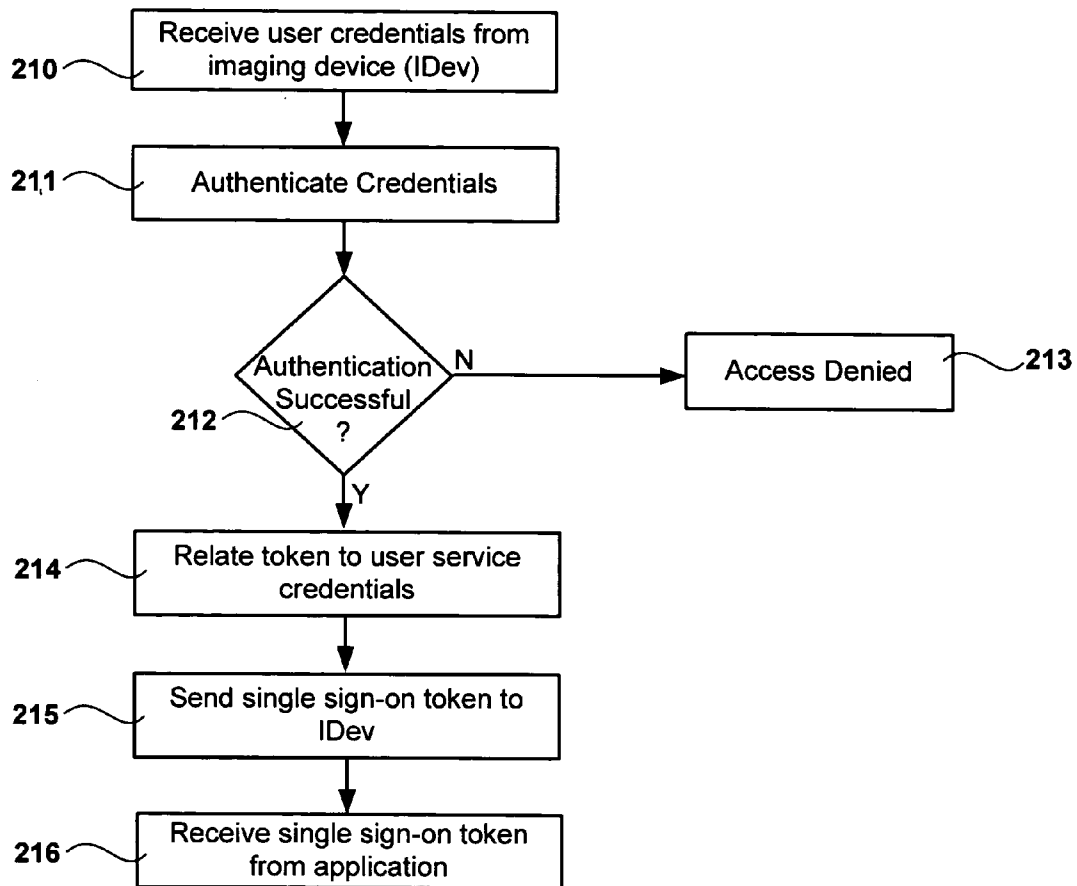 Receive user credentials from
imaging device (IDev)
210
Authenticate Credentials
211
Authentication
Successful
?
212
N
Access Denied
213
Y
Relate token to user service
credentials
214
Send single sign-on token to
IDev
215
Receive single sign-on token
from application
216